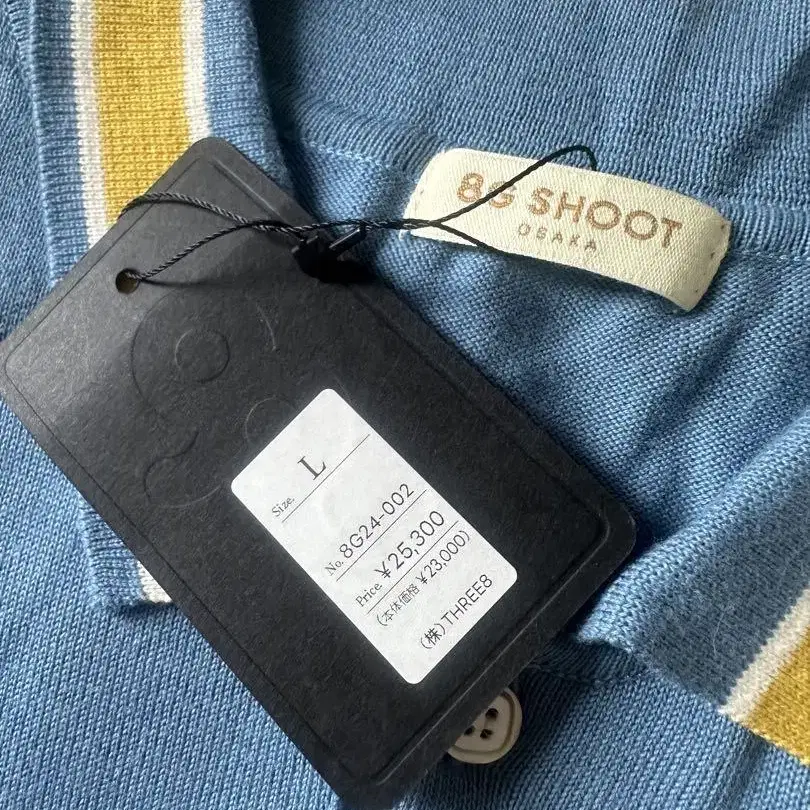 8G SHOOT
OSAKA
Size. L
No. 8G24-002
Price. ¥25,300
(本体価格 ¥23,000)
(株)THREE8